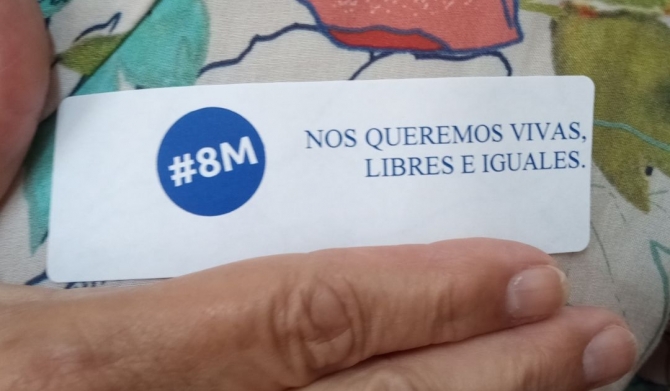 #8M
NOS QUEREMOS VIVAS,
LIBRES E IGUALES.